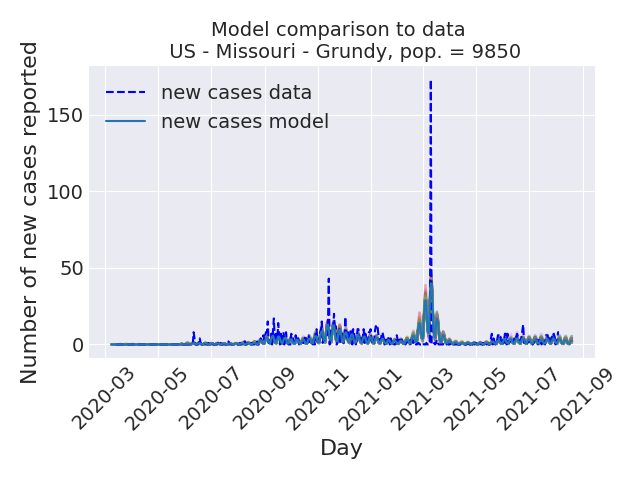 Model comparison to data
US - Missouri - Grundy, pop. = 9850
Number of new cases reported
new cases data
new cases model
150
100
50
0
2020-03
2020-05
2020-07
2020-09
2020-11
2021-01
2021-03
2021-05
2021-07
2021-09
Day